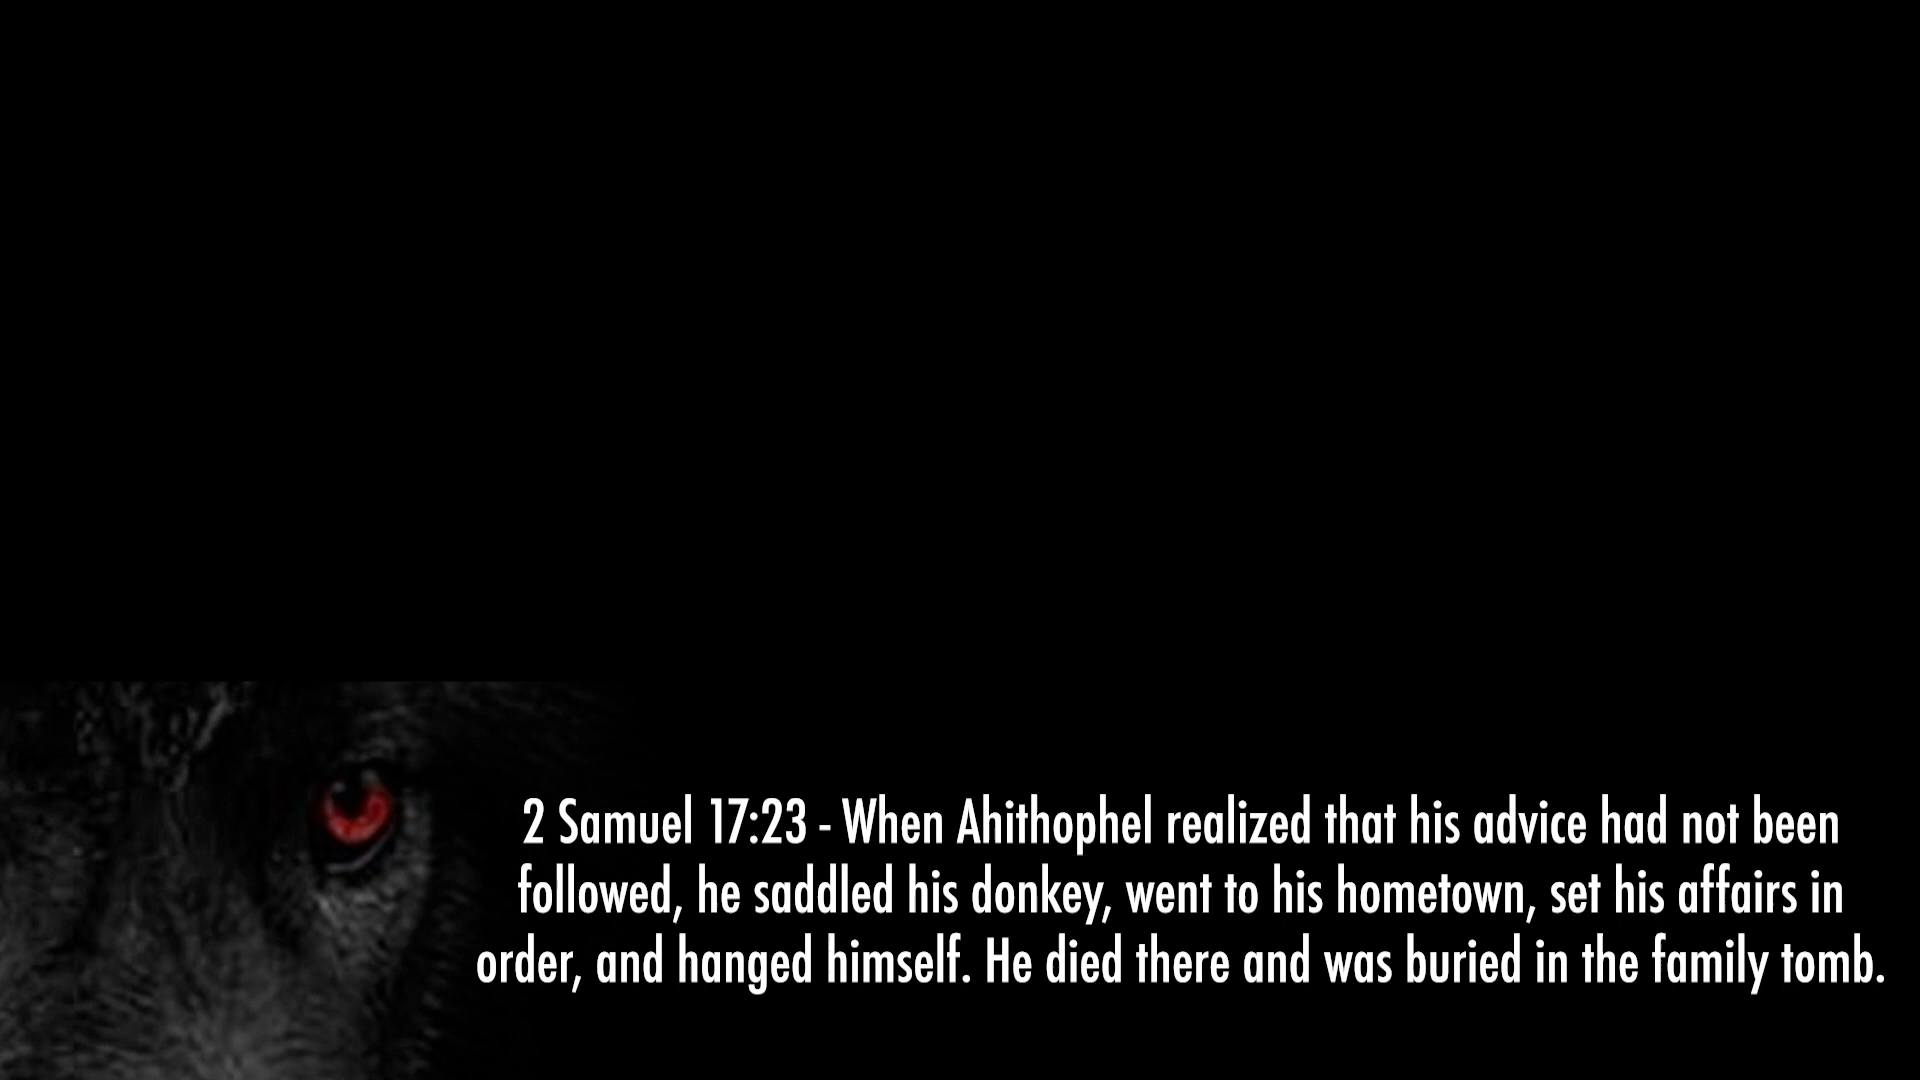 2 Samuel 17:23 - When Ahithophel realized that his advice had not been
followed, he saddled his donkey, went to his hometown, set his affairs in
order, and hanged himself. He died there and was buried in the family tomb.